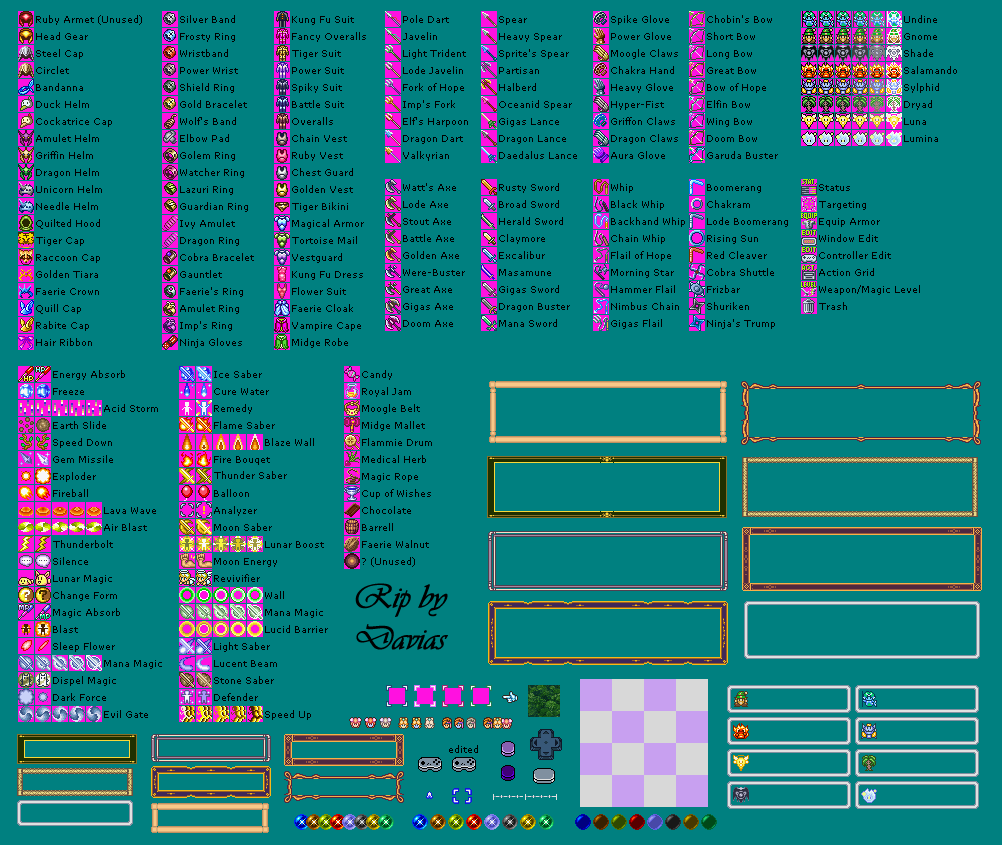 Ruby Armet (Unused)
Head Gear
Steel Cap
Circlet
Bandanna
Duck Helm
Cockatrice Cap
Amulet Helm
Griffin Helm
Dragon Helm
Unicorn Helm
Needle Helm
Quilted Hood
Tiger Cap
Raccoon Cap
Golden Tiara
Faerie Crown
Quill Cap
Rabite Cap
Hair Ribbon
Silver Band
Frosty Ring
Wristband
Power Wrist
Shield Ring
Gold Bracelet
Wolf's Band
Elbow Pad
Golem Ring
Watcher Ring
Lazuri Ring
Guardian Ring
Ivy Amulet
Dragon Ring
Cobra Bracelet
Gauntlet
Faerie's Ring
Amulet Ring
Imp's Ring
Ninja Gloves
Kung Fu Suit
Fancy Overalls
Tiger Suit
Power Suit
Spiky Suit
Battle Suit
Overalls
Chain Vest
Ruby Vest
Chest Guard
Golden Vest
Tiger Bikini
Magical Armor
Tortoise Mail
Vestguard
Kung Fu Dress
Flower Suit
Faerie Cloak
Vampire Cape
Midge Robe
Pole Dart
Javelin
Light Trident
Lode Javelin
Fork of Hope
Imp's Fork
Elf's Harpoon
Dragon Dart
Valkyrian
Spear
Heavy Spear
Sprite's Spear
Partisan
Halberd
Oceanid Spear
Gigas Lance
Dragon Lance
Daedalus Lance
Spike Glove
Power Glove
Moogle Claws
Chakra Hand
Heavy Glove
Hyper-Fist
Griffon Claws
Dragon Claws
Aura Glove
Chobin's Bow
Short Bow
Long Bow
Great Bow
Bow of Hope
Elfin Bow
Wing Bow
Doom Bow
Garuda Buster
Undine
Gnome
Shade
Salamando
Sylphid
Dryad
Luna
Lumina
Watt's Axe
Lode Axe
Stout Axe
Battle Axe
Golden Axe
Were-Buster
Great Axe
Gigas Axe
Doom Axe
Rusty Sword
Broad Sword
Herald Sword
Claymore
Excalibur
Masamune
Gigas Sword
Dragon Buster
Mana Sword
Whip
Black Whip
Backhand Whip
Chain Whip
Flail of Hope
Morning Star
Hammer Flail
Nimbus Chain
Gigas Flail
Boomerang
Chakram
Lode Boomerang
Rising Sun
Red Cleaver
Cobra Shuttle
Frizbar
Shuriken
Ninja's Trump
STAT Status
Targeting
EQUIP Equip Armor
EDIT Window Edit
EDIT Controller Edit
ACT Action Grid
LEVEL Weapon/Magic Level
Trash
HP HP Energy Absorb
Freeze
Acid Storm
Earth Slide
Speed Down
Gem Missile
Exploder
Fireball
Lava Wave
Air Blast
Thunderbolt
Silence
Lunar Magic
? ? Change Form
MP MP Magic Absorb
Blast
Sleep Flower
Mana Magic
Dispel Magic
Dark Force
Evil Gate
Ice Saber
Cure Water
Remedy
Flame Saber
Blaze Wall
Fire Bouqet
Thunder Saber
Balloon
Analyzer
Moon Saber
Lunar Boost
Moon Energy
Revivifier
Wall
Mana Magic
Lucid Barrier
Light Saber
Lucent Beam
Stone Saber
Defender
Speed Up
Candy
Royal Jam
Moogle Belt
Midge Mallet
Flammie Drum
Medical Herb
Magic Rope
Cup of Wishes
Chocolate
Barrell
Faerie Walnut
? (Unused)
Rip by
Davias
edited